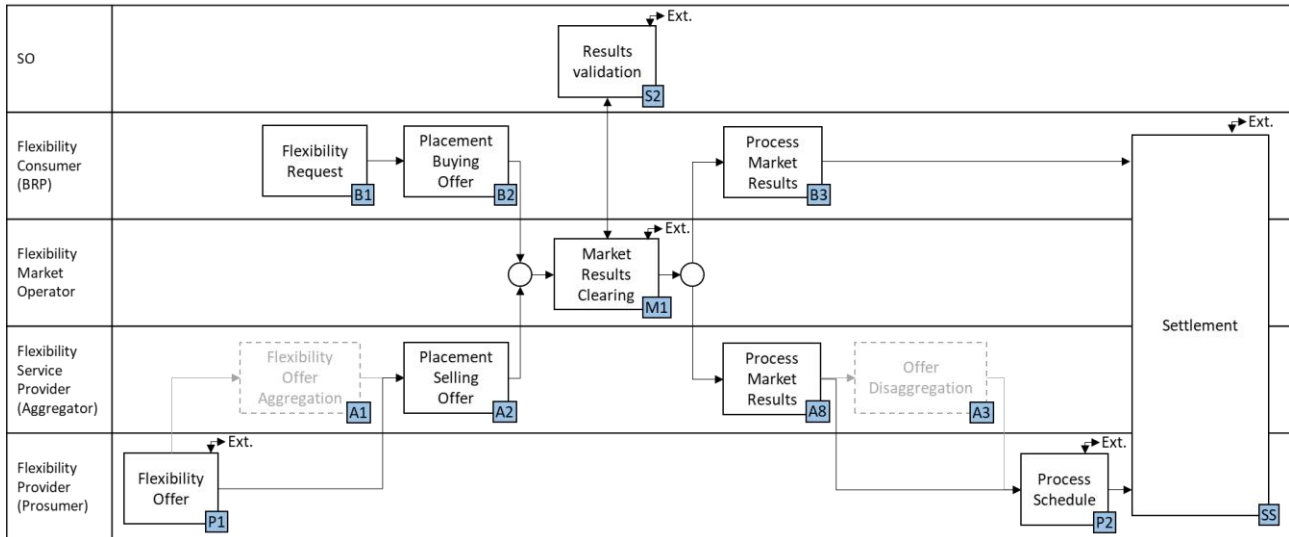 SO
Ext.
Results
validation
S2
Flexibility
Consumer
(BRP)
Flexibility
Request
B1
Placement
Buying
Offer
B2
Process
Market
Results
B3
Ext.
Flexibility
Market
Operator
Ext.
Market
Results
Clearing
M1
Settlement
SS
Flexibility
Service
Provider
(Aggregator)
Flexibility
Offer
Aggregation
A1
Placement
Selling
Offer
A2
Process
Market
Results
A8
Offer
Disaggregation
A3
Flexibility
Provider
(Prosumer)
Ext.
Flexibility
Offer
P1
Ext.
Process
Schedule
P2